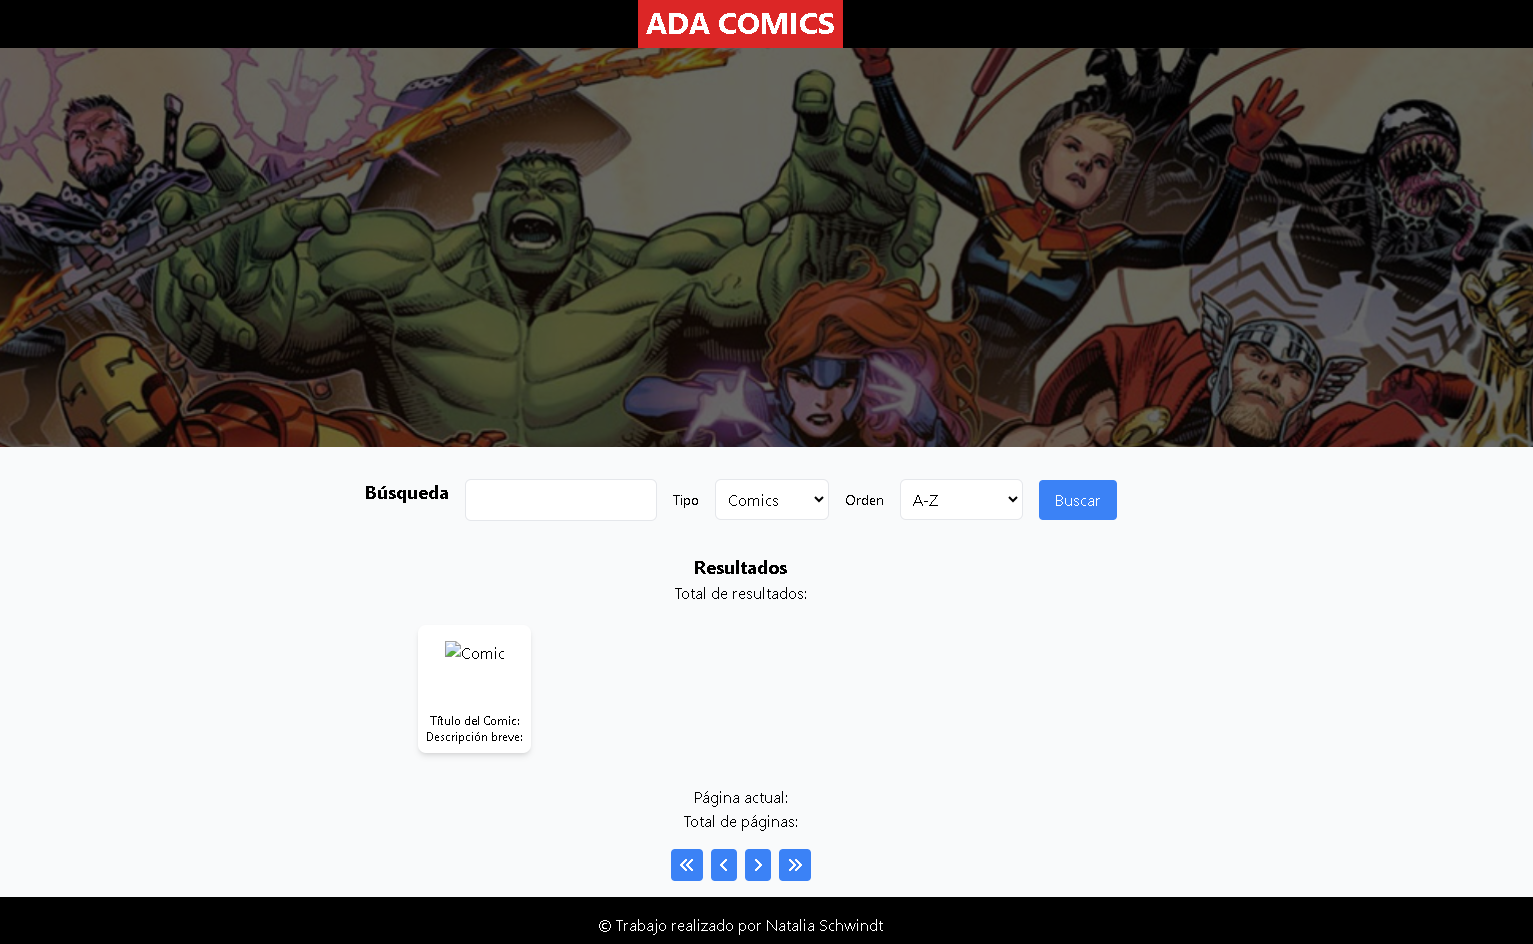 ADA COMICS
Búsqueda Tipo Comics Orden A-Z Buscar
Resultados
Total de resultados:
Comic
Título del Comic:
Descripción breve:
Página actual:
Total de páginas:
© Trabajo realizado por Natalia Schwindt